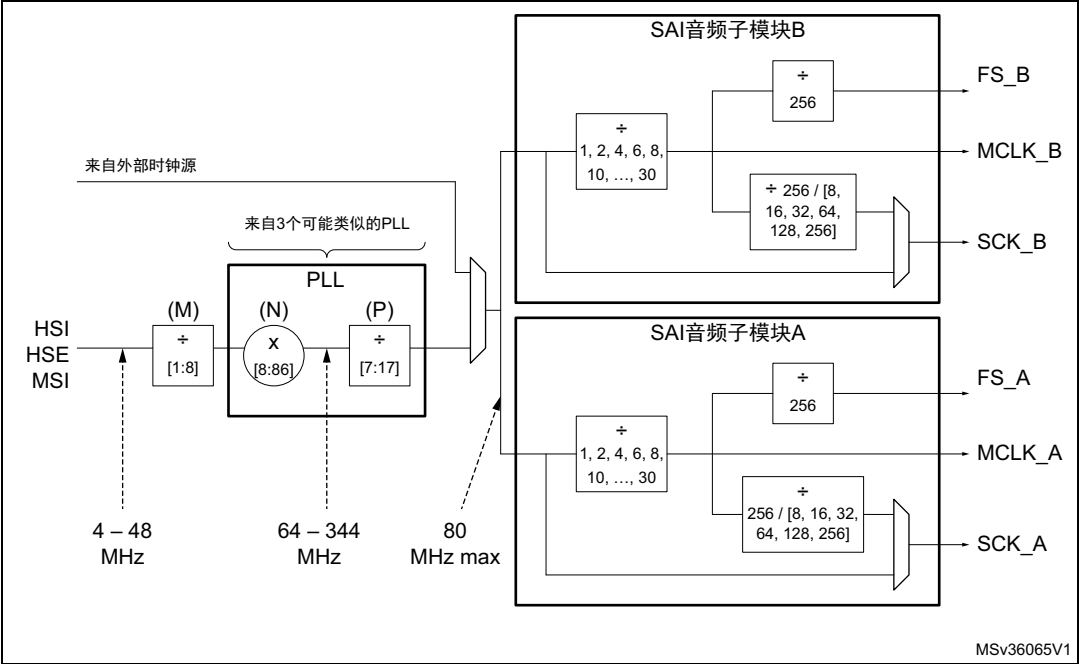 SAI音频子模块B
÷
256
FS_B
÷
1, 2, 4, 6, 8,
10, …, 30
MCLK_B
÷ 256 / [8,
16, 32, 64,
128, 256]
SCK_B
来自外部时钟源
来自3个可能类似的PLL
PLL
(M)
(N)
(P)
HSI
HSE
MSI
÷
[1:8]
x
[8:86]
÷
[7:17]
SAI音频子模块A
÷
256
FS_A
÷
1, 2, 4, 6, 8,
10, …, 30
MCLK_A
÷
256 / [8, 16, 32,
64, 128, 256]
SCK_A
4 – 48
MHz
64 – 344
MHz
80
MHz max
MSv36065V1